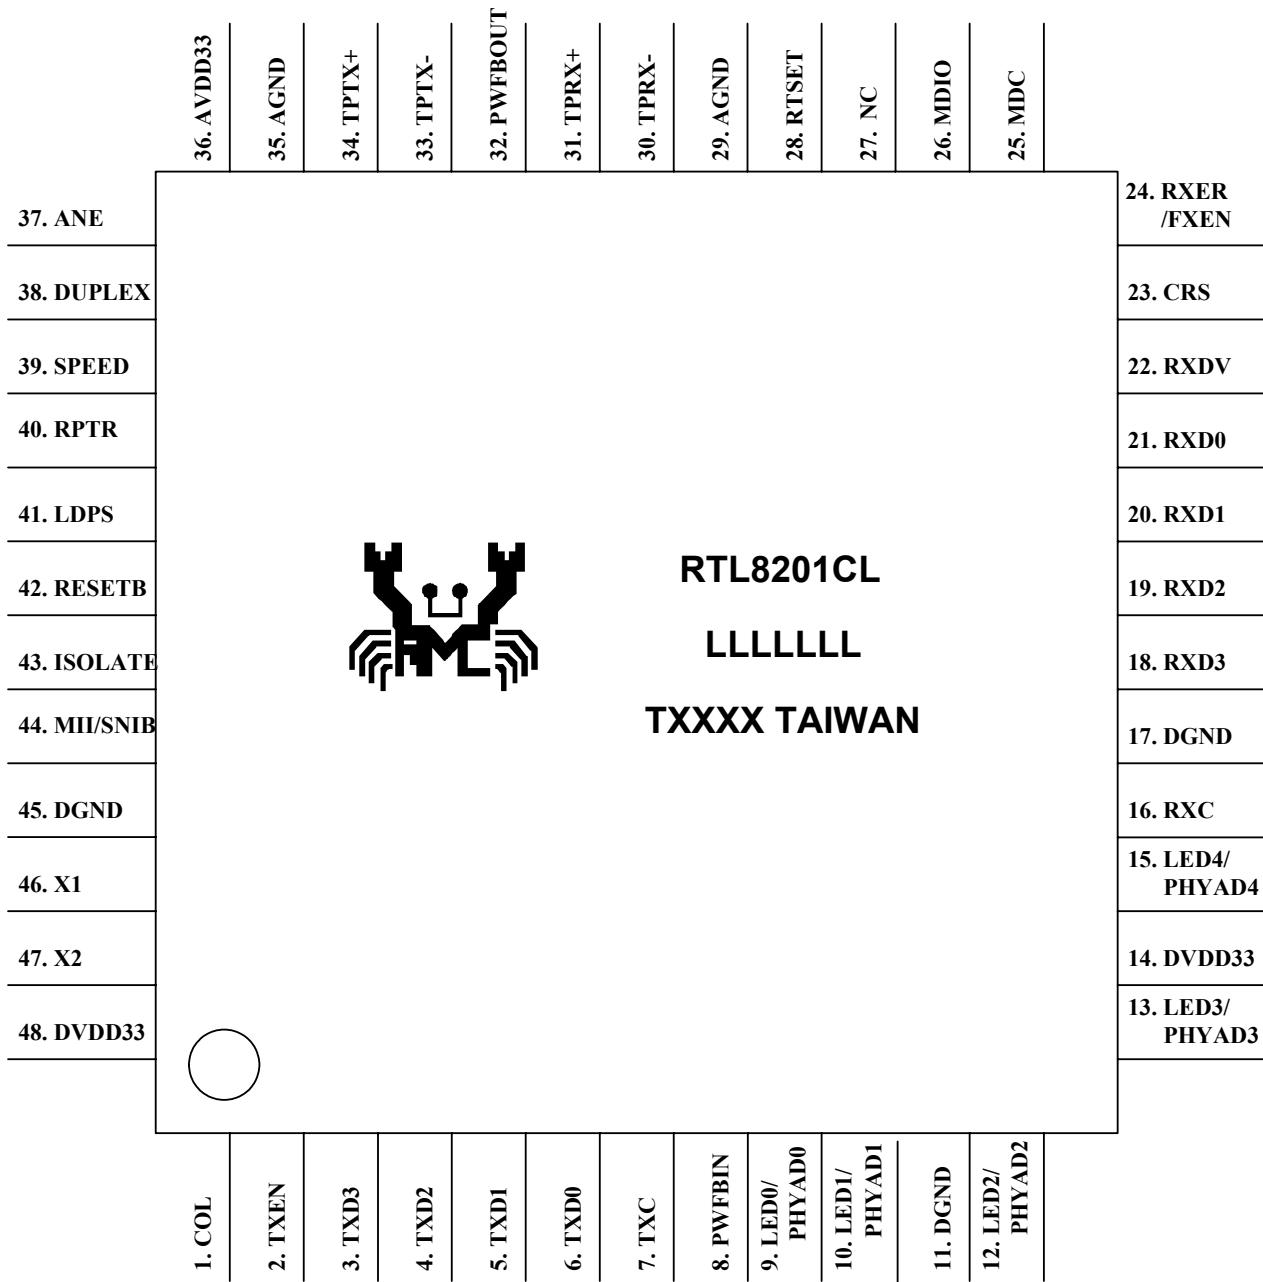 36. AVDD33
35. AGND
34. TPTX+
33. TPTX-
32. PWFBOUT
31. TPRX+
30. TPRX-
29. AGND
28. RTSET
27. NC
26. MDIO
25. MDC
37. ANE
38. DUPLEX
39. SPEED
40. RPTR
41. LDPS
42. RESETB
43. ISOLATE
44. MII/SNIB
45. DGND
46. X1
47. X2
48. DVDD33
RTL8201CL
LLLLLLL
TXXXX TAIWAN
24. RXER
/FXEN
23. CRS
22. RXDV
21. RXD0
20. RXD1
19. RXD2
18. RXD3
17. DGND
16. RXC
15. LED4/
PHYAD4
14. DVDD33
13. LED3/
PHYAD3
1. COL
2. TXEN
3. TXD3
4. TXD2
5. TXD1
6. TXD0
7. TXC
8. PWFBIN
9. LED0/
PHYAD0
10. LED1/
PHYAD1
11. DGND
12. LED2/
PHYAD2